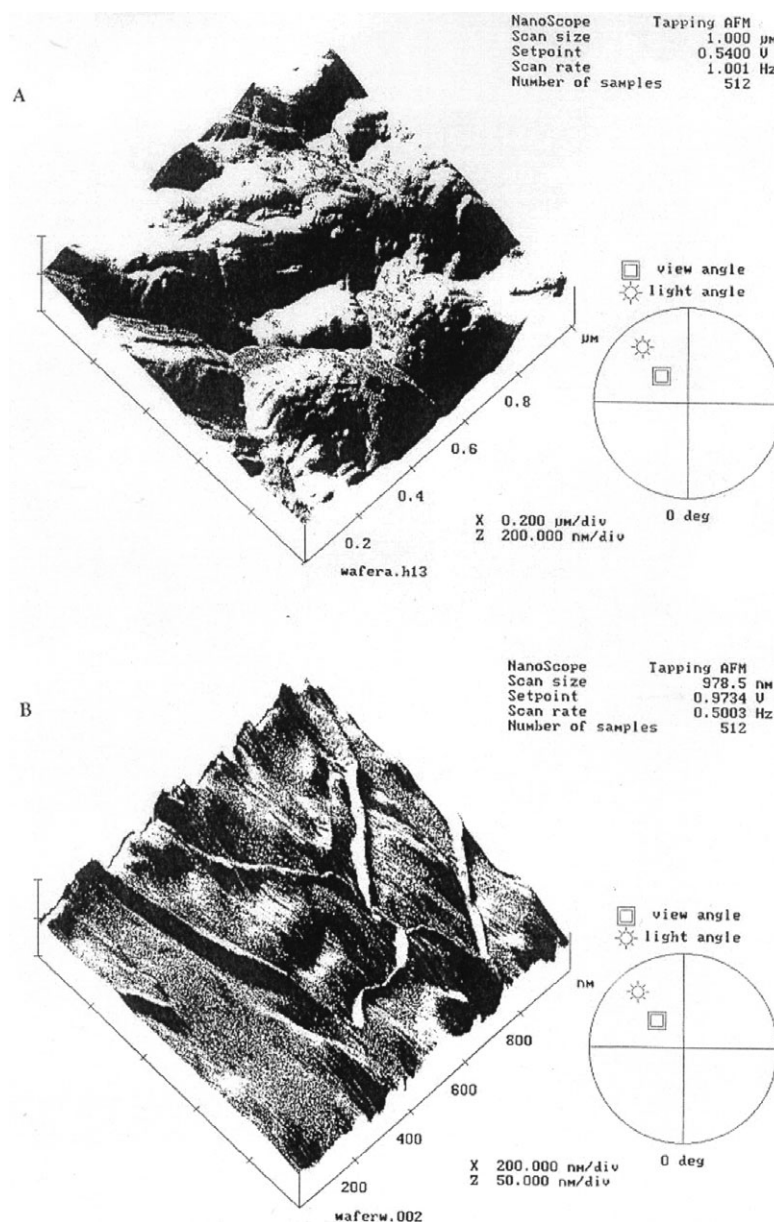 NanoScope Tapping AFM
Scan size 1.000 µm
Setpoint 0.5400 V
Scan rate 1.001 Hz
Number of samples 512
A
view angle
light angle
µm
0.8
0.6
0.4
0.2
X 0.200 µm/div
Z 200.000 nm/div
0 deg
wafera.h13
NanoScope Tapping AFM
Scan size 978.5 nm
Setpoint 0.9734 V
Scan rate 0.5003 Hz
Number of samples 512
B
view angle
light angle
nm
800
600
400
200
X 200.000 nm/div
Z 50.000 nm/div
0 deg
waferw.002